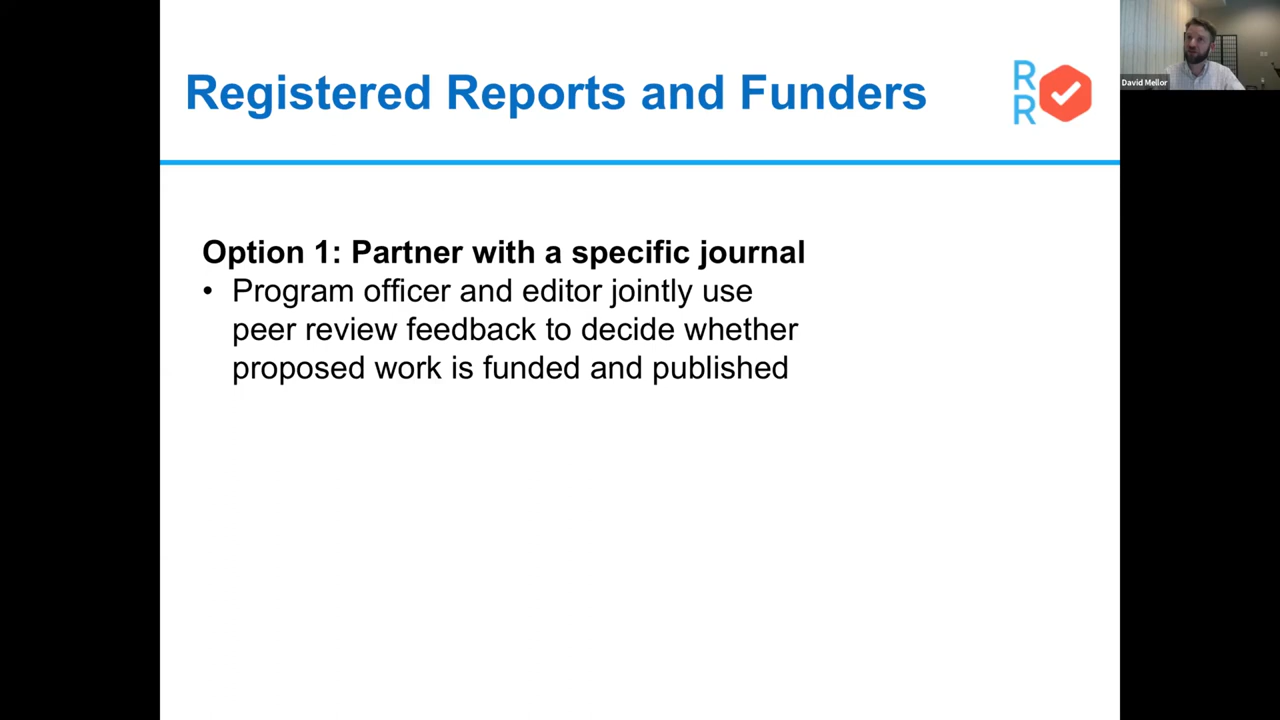 Registered Reports and Funders
R
R
David Mellor
Option 1: Partner with a specific journal
• Program officer and editor jointly use
peer review feedback to decide whether
proposed work is funded and published